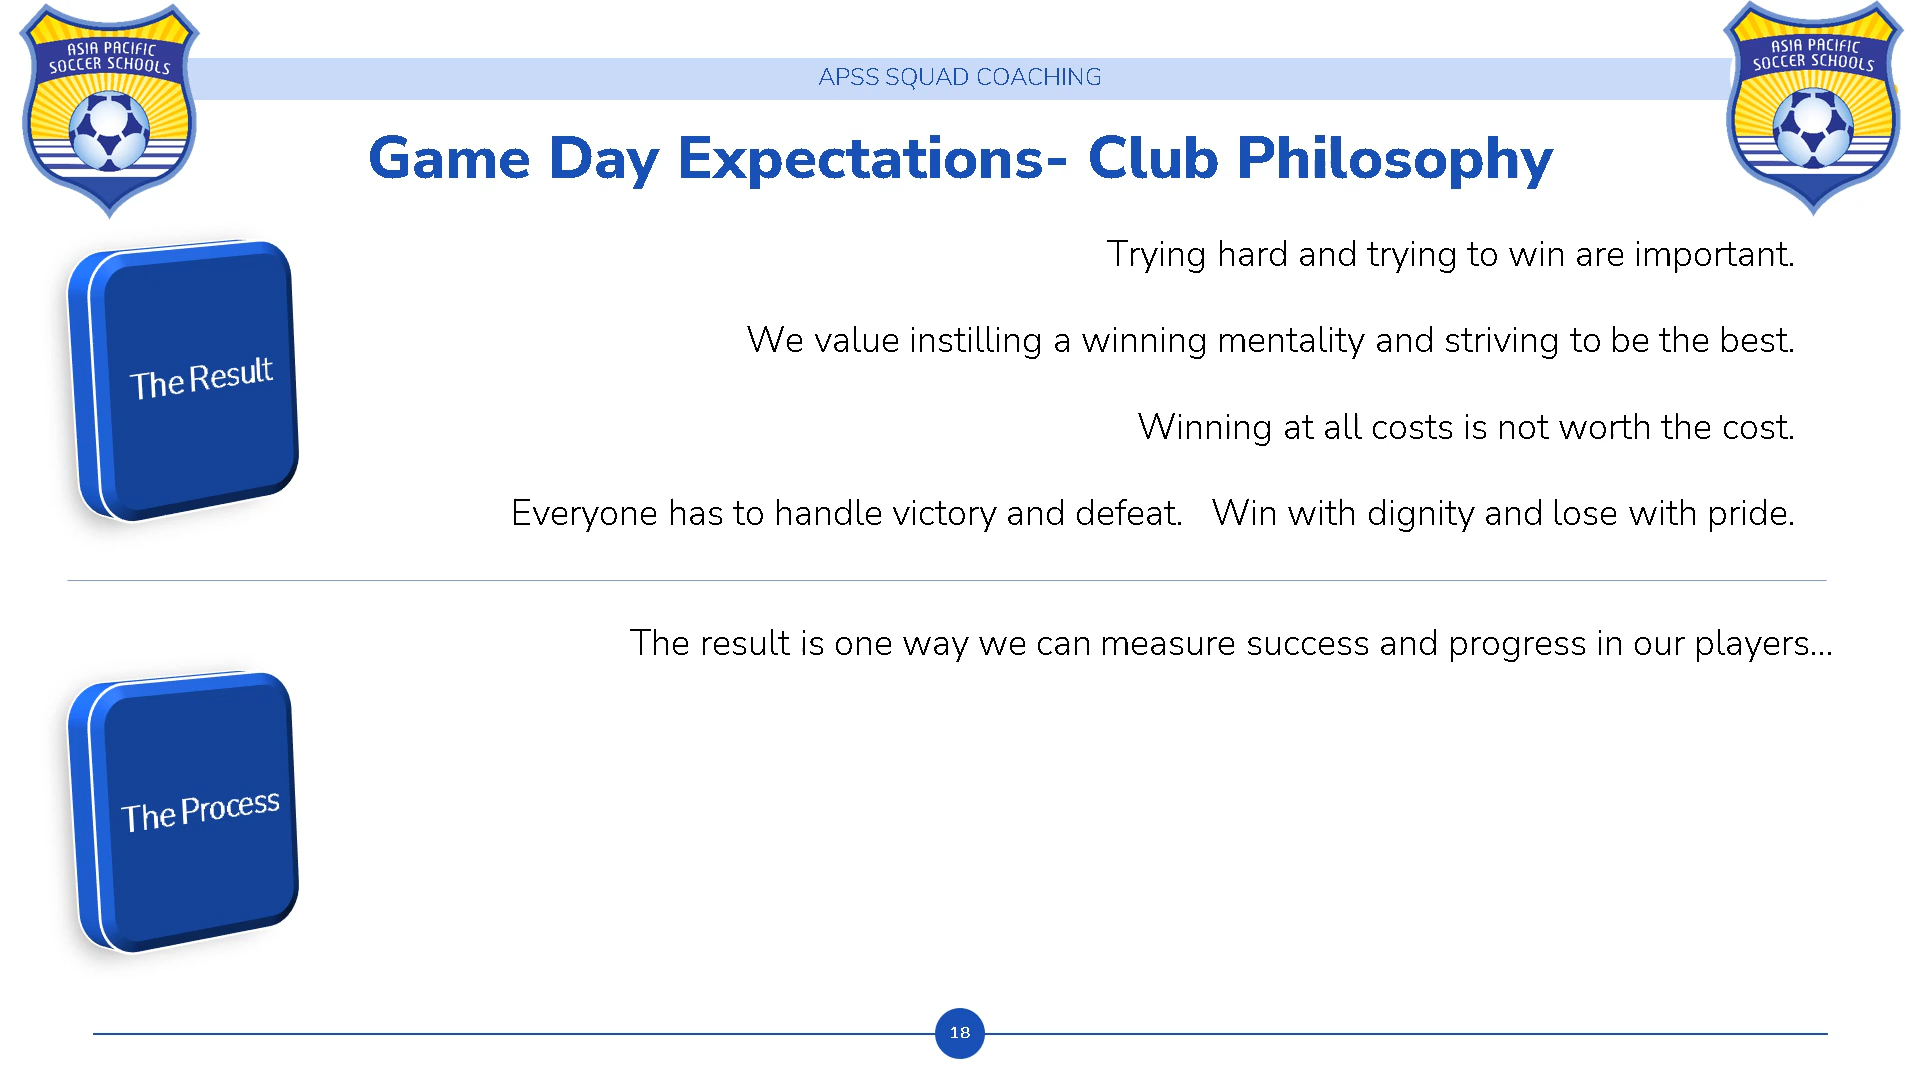 ASIA PACIFIC
SOCCER SCHOOLS
APSS SQUAD COACHING
ASIA PACIFIC
SOCCER SCHOOLS
Game Day Expectations- Club Philosophy
The Result
Trying hard and trying to win are important.
We value instilling a winning mentality and striving to be the best.
Winning at all costs is not worth the cost.
Everyone has to handle victory and defeat. Win with dignity and lose with pride.
The result is one way we can measure success and progress in our players...
The Process
18